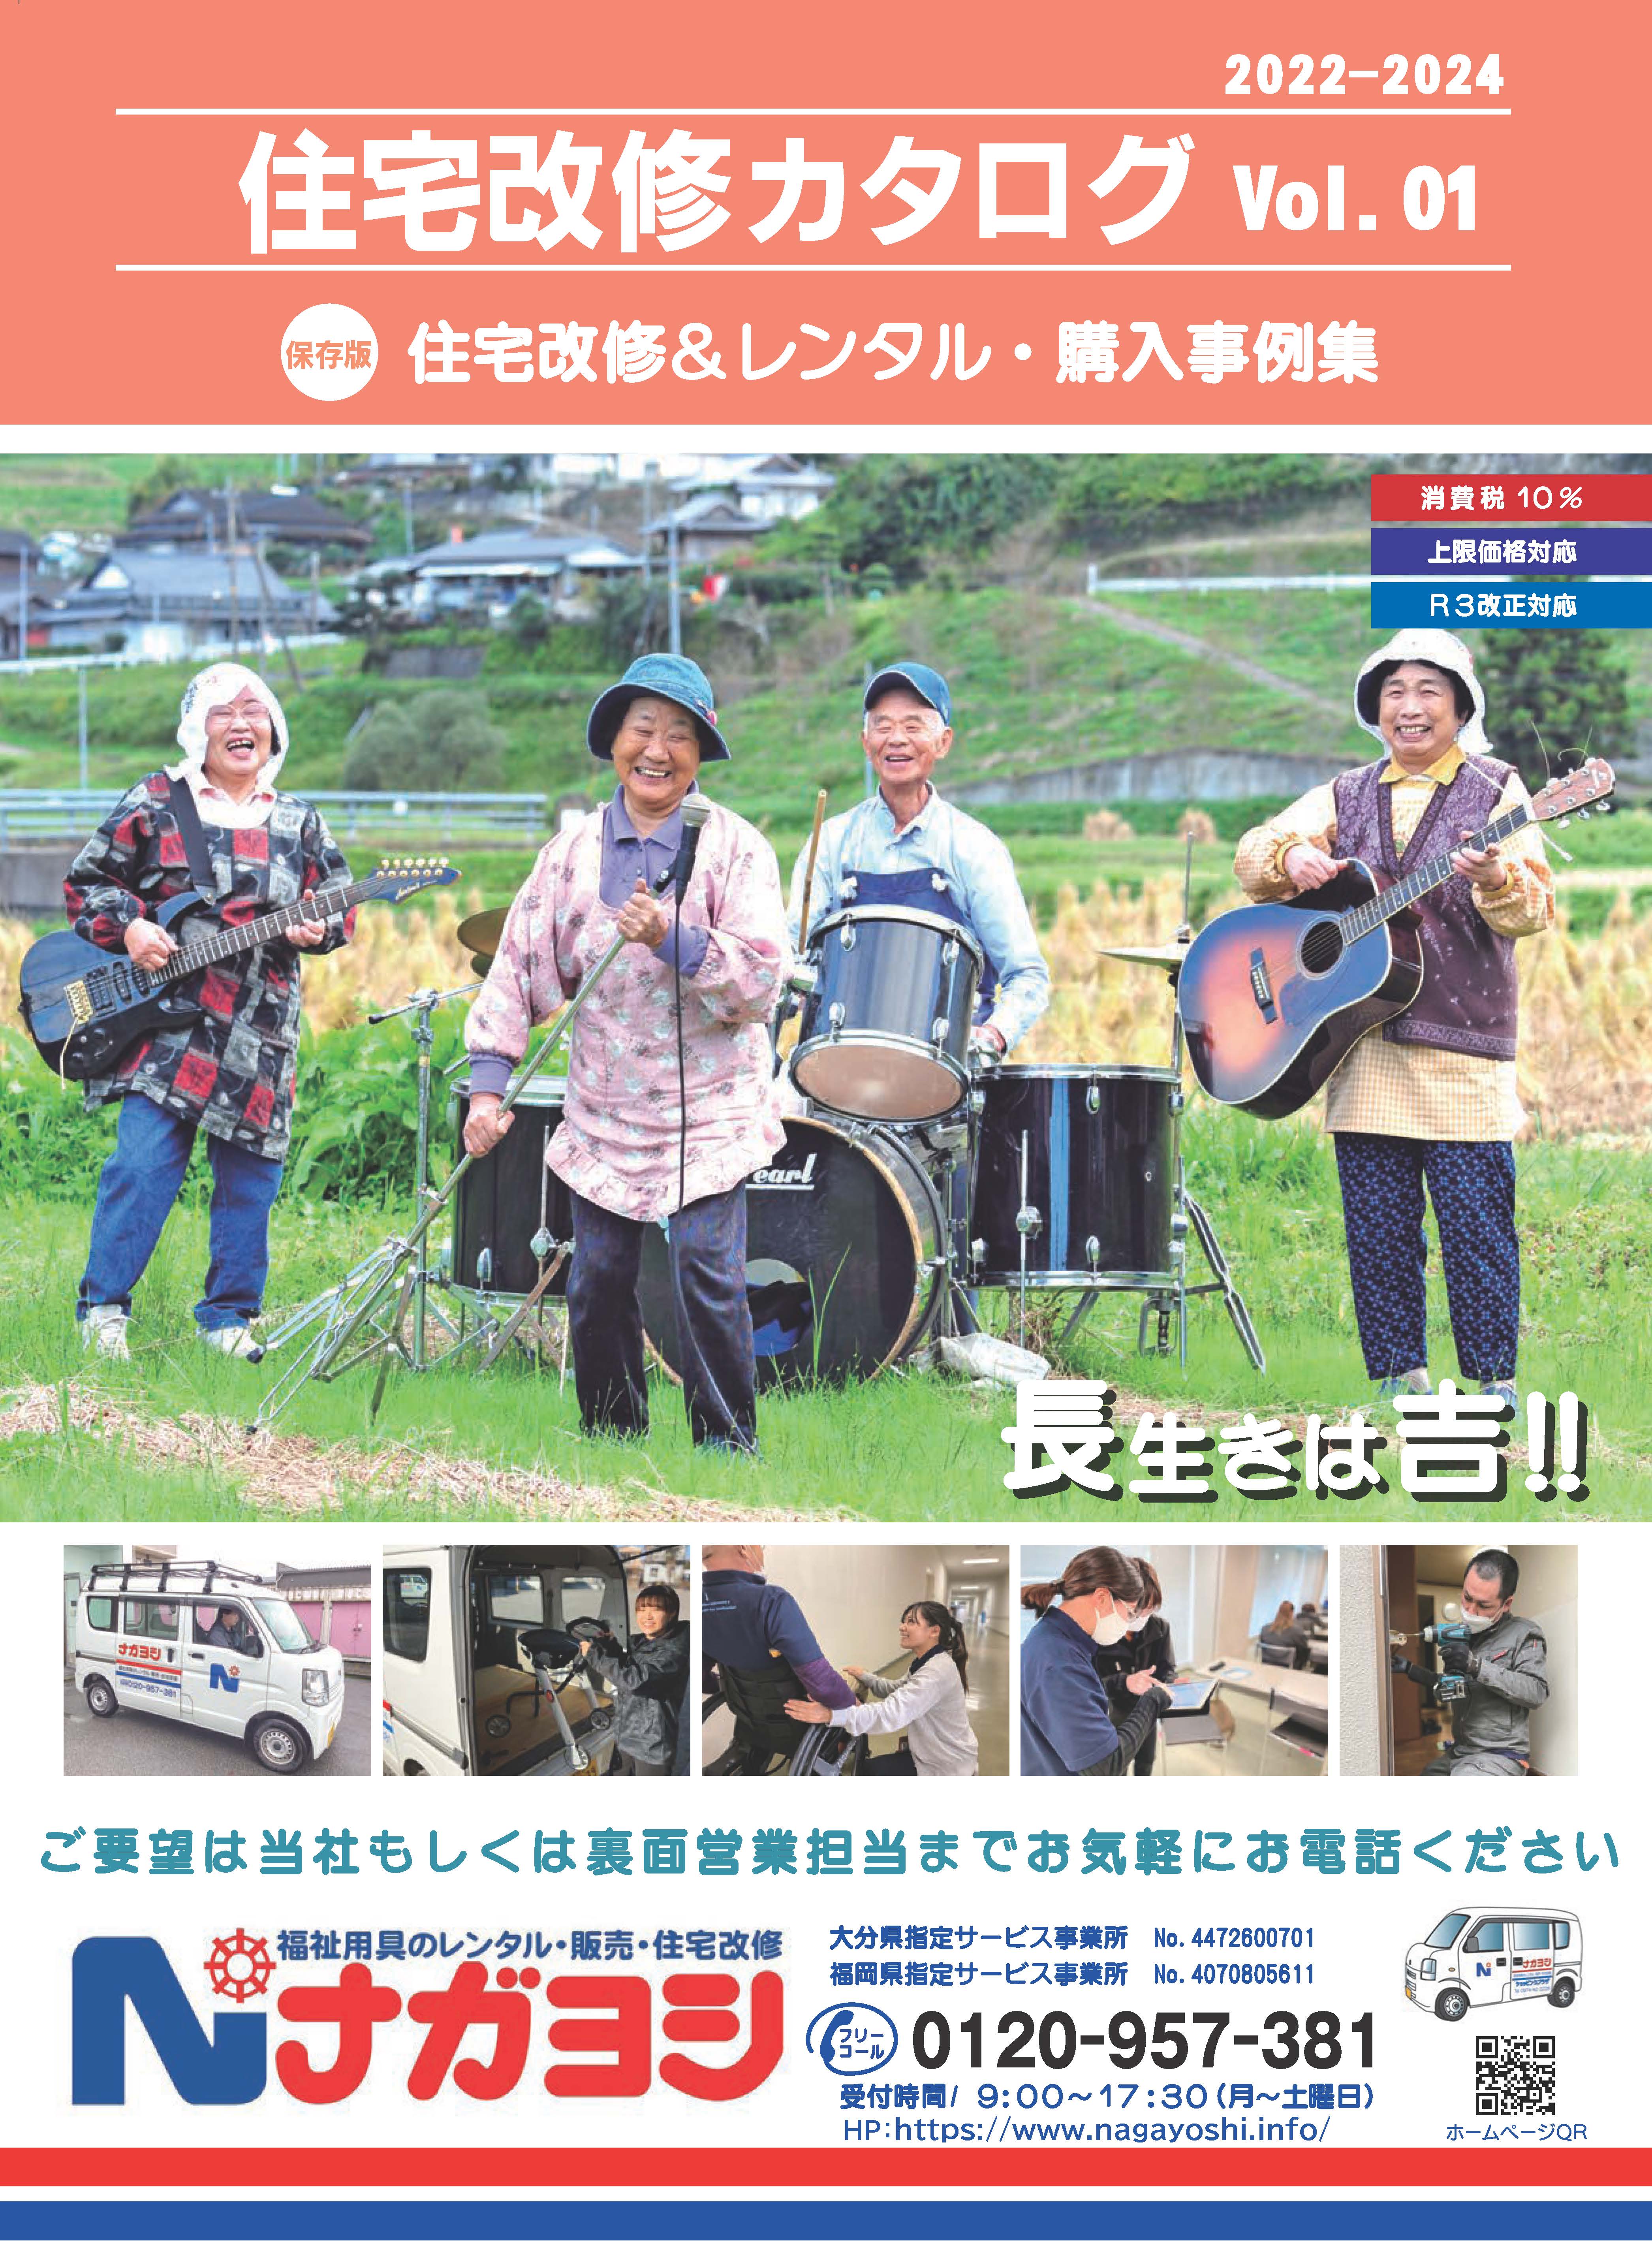 2022-2024
住宅改修カタログ Vol. 01
保存版 住宅改修&レンタル・購入事例集
消費税 10%
上限価格対応
R3改正対応
earl
長生きは吉!!
ナガヨシ
0120-957-381
N
ご要望は当社もしくは裏面営業担当までお気軽にお電話ください
福祉用具のレンタル・販売・住宅改修
N ナガヨシ
大分県指定サービス事業所 No. 4472600701
福岡県指定サービス事業所 No. 4070805611
フリーコール 0120-957-381
受付時間/ 9:00~17:30(月~土曜日)
HP:https://www.nagayoshi.info/
N ナガヨシ
ホームページQR